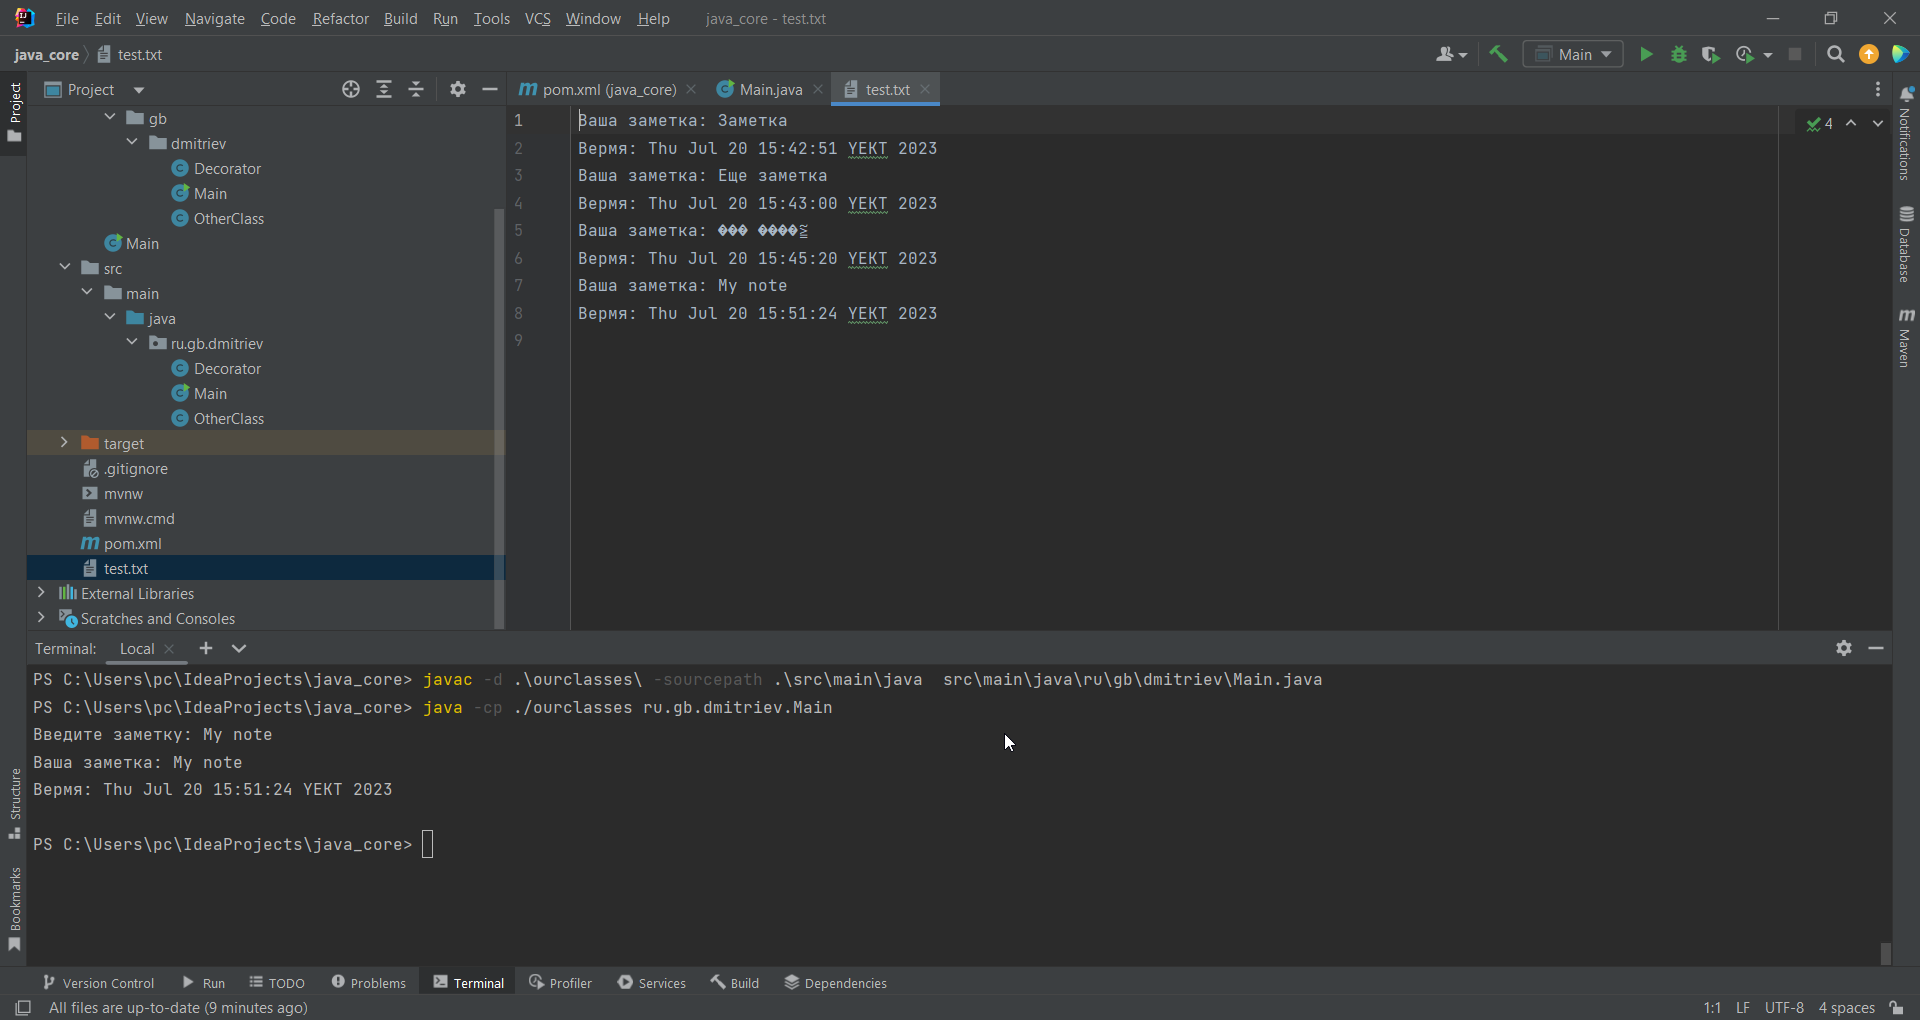 File Edit View Navigate Code Refactor Build Run Tools VCS Window Help java_core - test.txt
java_core test.txt
Main
Project
pom.xml (java_core) Main.java test.txt
Project
gb
dmitriev
Decorator
Main
OtherClass
Main
src
main
java
ru.gb.dmitriev
Decorator
Main
OtherClass
target
.gitignore
mvnw
mvnw.cmd
pom.xml
test.txt
External Libraries
Scratches and Consoles
1 Ваша заметка: Заметка
2 Вермя: Thu Jul 20 15:42:51 YEKT 2023
3 Ваша заметка: Еще заметка
4 Вермя: Thu Jul 20 15:43:00 YEKT 2023
5 Ваша заметка: ��� ����⪠
6 Вермя: Thu Jul 20 15:45:20 YEKT 2023
7 Ваша заметка: My note
8 Вермя: Thu Jul 20 15:51:24 YEKT 2023
9
4
Notifications
Database
Maven
Terminal: Local
PS C:\Users\pc\IdeaProjects\java_core> javac -d .\ourclasses\ -sourcepath .\src\main\java  src\main\java\ru\gb\dmitriev\Main.java
PS C:\Users\pc\IdeaProjects\java_core> java -cp ./ourclasses ru.gb.dmitriev.Main
Введите заметку: My note
Ваша заметка: My note
Вермя: Thu Jul 20 15:51:24 YEKT 2023
PS C:\Users\pc\IdeaProjects\java_core>
Structure
Bookmarks
Version Control Run TODO Problems Terminal Profiler Services Build Dependencies
All files are up-to-date (9 minutes ago) 1:1 LF UTF-8 4 spaces